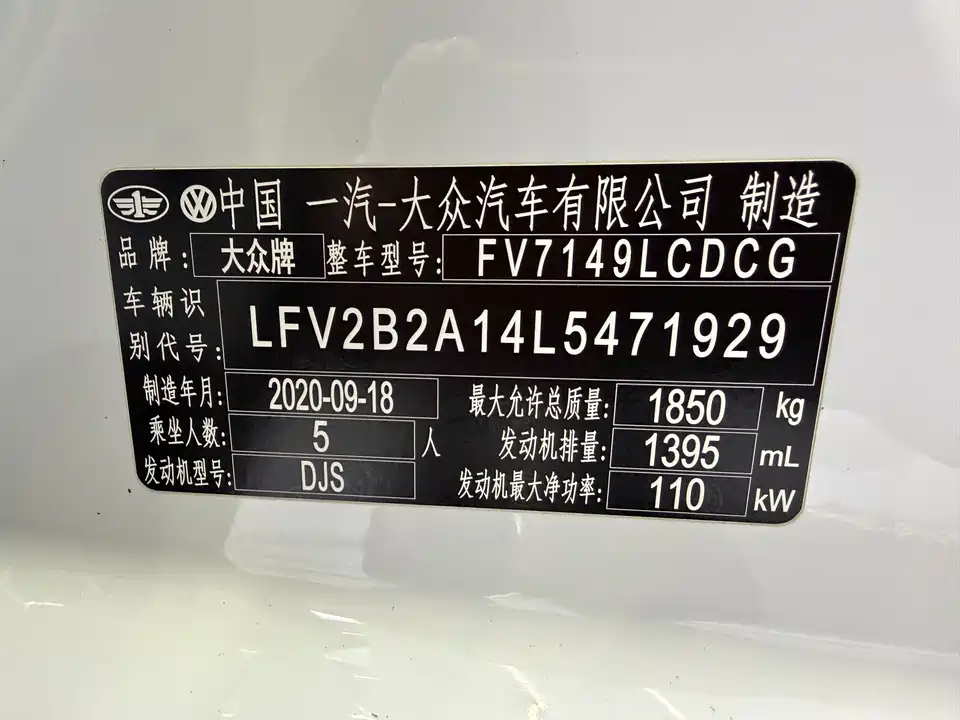 中国 一汽-大众汽车有限公司 制造
品牌: 大众牌 整车型号: FV7149LCDCG
车辆识别代号: LFV2B2A14L5471929
制造年月: 2020-09-18 最大允许总质量: 1850 kg
乘坐人数: 5 人 发动机排量: 1395 mL
发动机型号: DJS 发动机最大净功率: 110 kW